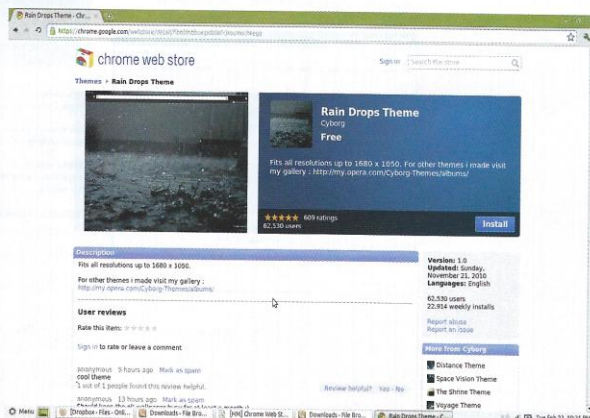 Rain Drops Theme - Chr...
chrome web store
Sign in
Search the store
Themes ▸ Rain Drops Theme
Rain Drops Theme
Cyborg
Free
Fits all resolutions up to 1680 x 1050. For other themes i made visit
my gallery : http://my.opera.com/Cyborg-Themes/albums/
609 ratings
62,530 users
Install
Description
Fits all resolutions up to 1680 x 1050.
For other themes i made visit my gallery :
http://my.opera.com/Cyborg-Themes/albums/
User reviews
Rate this item:
Sign in to rate or leave a comment
anonymous 9 hours ago Mark as spam
cool theme
1 out of 1 people found this review helpful.
Review helpful? Yes - No
anonymous 13 hours ago Mark as spam
Version: 1.0
Updated: Sunday,
November 21, 2010
Languages: English
62,530 users
22,914 weekly installs
Report abuse
Report an issue
More from Cyborg
Distance Theme
Space Vision Theme
The Shrine Theme
Voyage Theme
Menu
[Dropbox - Files - Onli...
Downloads - File Bro...
[HM] Chrome Web St...
Downloads - File Bro...
Rain Drops Theme - C...